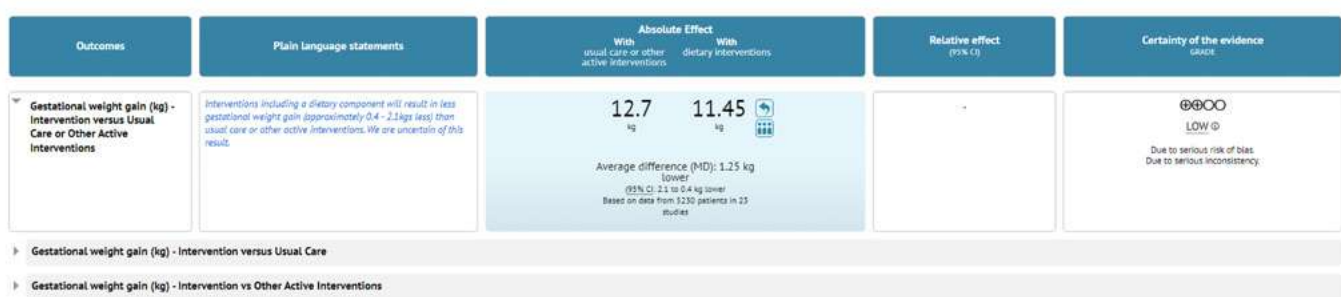 Outcomes
Plain language statements
Absolute Effect
With
usual care or other
active interventions
With
dietary interventions
Relative effect
(95% CI)
Certainty of the evidence
GRADE
Gestational weight gain (kg) -
Intervention versus Usual
Care or Other Active
Interventions
Interventions including a dietary component will result in less
gestational weight gain (approximately 0.4 - 2.1kgs less) than
usual care or other active interventions. We are uncertain of this
result.
12.7
kg
11.45
kg
Average difference (MD): 1.25 kg
lower
(95% CI: 2.1 to 0.4 kg lower
Based on data from 3230 patients in 23
studies
-
⊕⊕OO
LOW
Due to serious risk of bias.
Due to serious inconsistency.
Gestational weight gain (kg) - Intervention versus Usual Care
Gestational weight gain (kg) - Intervention vs Other Active Interventions